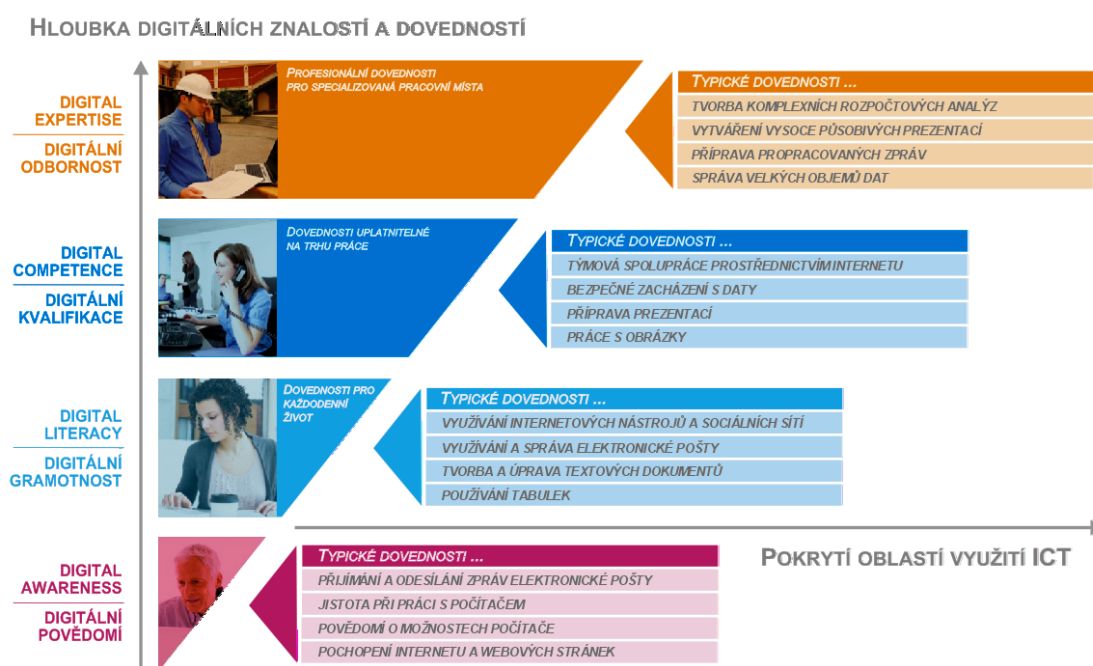 HLOUBKA DIGITÁLNÍCH ZNALOSTÍ A DOVEDNOSTÍ
DIGITAL
EXPERTISE
DIGITÁLNÍ
ODBORNOST
PROFESIONÁLNÍ DOVEDNOSTI
PRO SPECIALIZOVANÁ PRACOVNÍ MÍSTA
TYPICKÉ DOVEDNOSTI ...
TVORBA KOMPLEXNÍCH ROZPOČTOVÝCH ANALÝZ
VYTVÁŘENÍ VYSOCE PŮSOBIVÝCH PREZENTACÍ
PŘÍPRAVA PROPRACOVANÝCH ZPRÁV
SPRÁVA VELKÝCH OBJEMŮ DAT
DIGITAL
COMPETENCE
DIGITÁLNÍ
KVALIFIKACE
DOVEDNOSTI UPLATNITELNÉ
NA TRHU PRÁCE
TYPICKÉ DOVEDNOSTI ...
TÝMOVÁ SPOLUPRÁCE PROSTŘEDNICTVÍM INTERNETU
BEZPEČNÉ ZACHÁZENÍ S DATY
PŘÍPRAVA PREZENTACÍ
PRÁCE S OBRÁZKY
DIGITAL
LITERACY
DIGITÁLNÍ
GRAMOTNOST
DOVEDNOSTI PRO
KAŽDODENNÍ
ŽIVOT
TYPICKÉ DOVEDNOSTI ...
VYUŽÍVÁNÍ INTERNETOVÝCH NÁSTROJŮ A SOCIÁLNÍCH SÍTÍ
VYUŽÍVÁNÍ A SPRÁVA ELEKTRONICKÉ POŠTY
TVORBA A ÚPRAVA TEXTOVÝCH DOKUMENTŮ
POUŽÍVÁNÍ TABULEK
POKRYTÍ OBLASTÍ VYUŽITÍ ICT
DIGITAL
AWARENESS
DIGITÁLNÍ
POVĚDOMÍ
TYPICKÉ DOVEDNOSTI ...
PŘIJÍMÁNÍ A ODESÍLÁNÍ ZPRÁV ELEKTRONICKÉ POŠTY
JISTOTA PŘI PRÁCI S POČÍTAČEM
POVĚDOMÍ O MOŽNOSTECH POČÍTAČE
POCHOPENÍ INTERNETU A WEBOVÝCH STRÁNEK